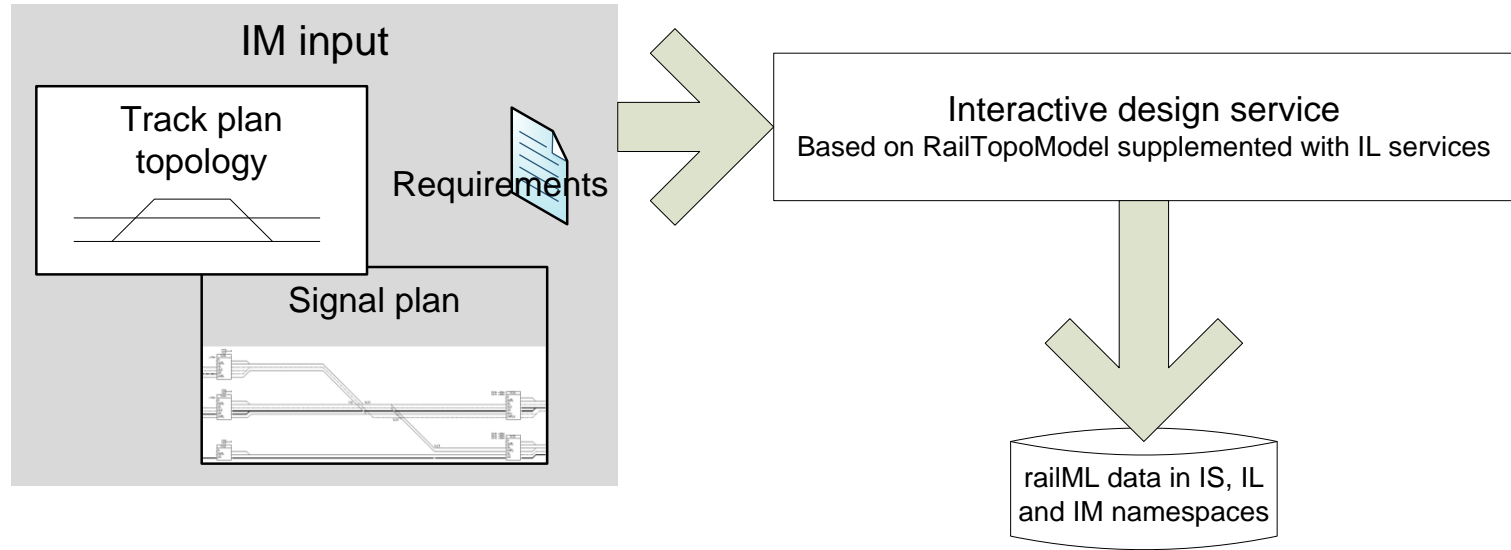 IM input
Track plan
topology
Requirements
Signal plan
Interactive design service
Based on RailTopoModel supplemented with IL services
railML data in IS, IL
and IM namespaces